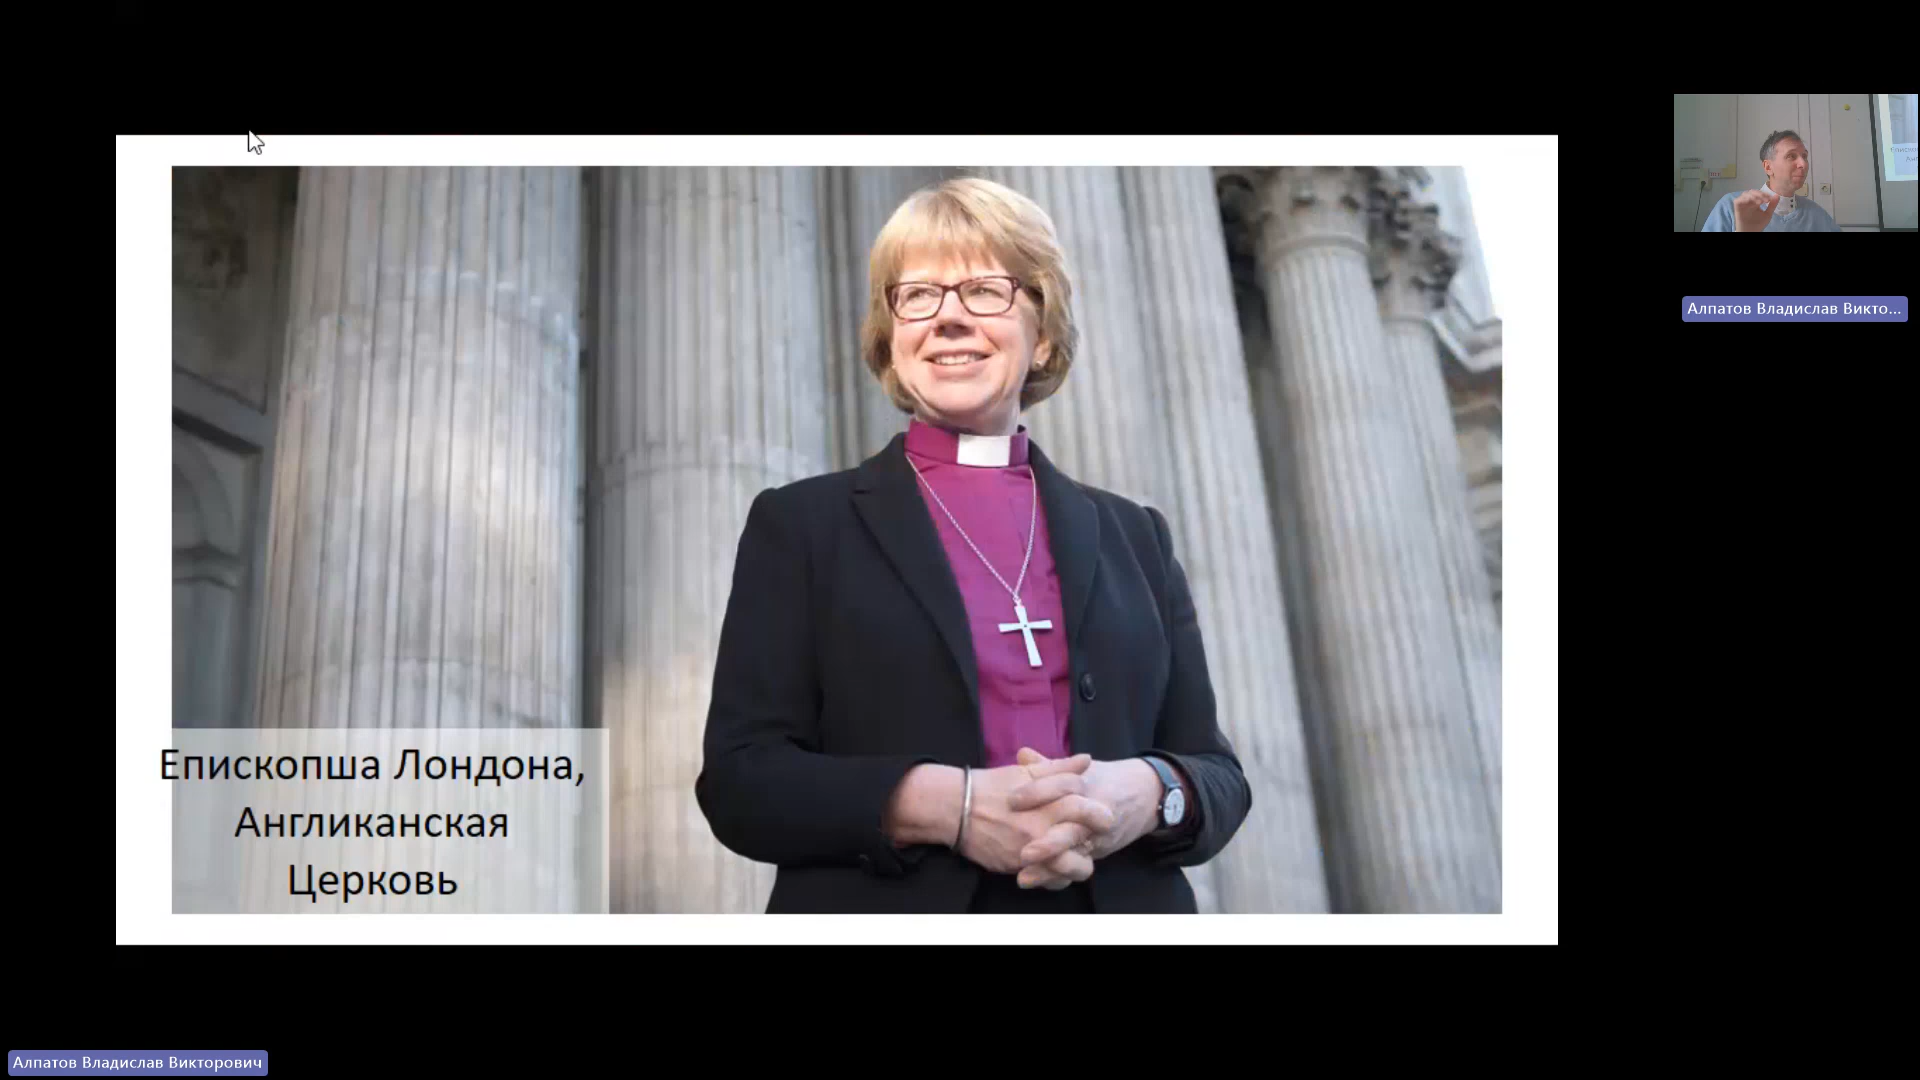 Епископша Лондона,
Англиканская
Церковь
Алпатов Владислав Викто...
Алпатов Владислав Викторович